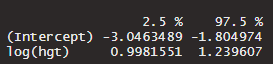 2.5 % 97.5 %
(Intercept) -3.0463489 -1.804974
log(hgt) 0.9981551 1.239607